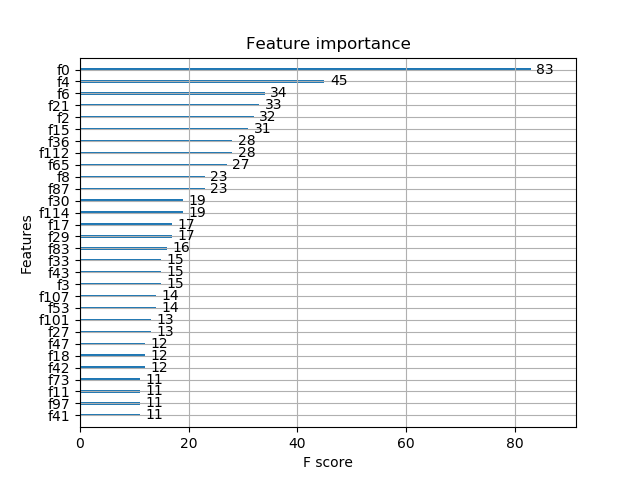 Feature importance
f0 83
f4 45
f6 34
f21 33
f2 32
f15 31
f36 28
f112 28
f65 27
f8 23
f87 23
f30 19
f114 19
f17 17
f29 17
f83 16
f33 15
f43 15
f3 15
f107 14
f53 14
f101 13
f27 13
f47 12
f18 12
f42 12
f73 11
f11 11
f97 11
f41 11
Features
0 20 40 60 80
F score